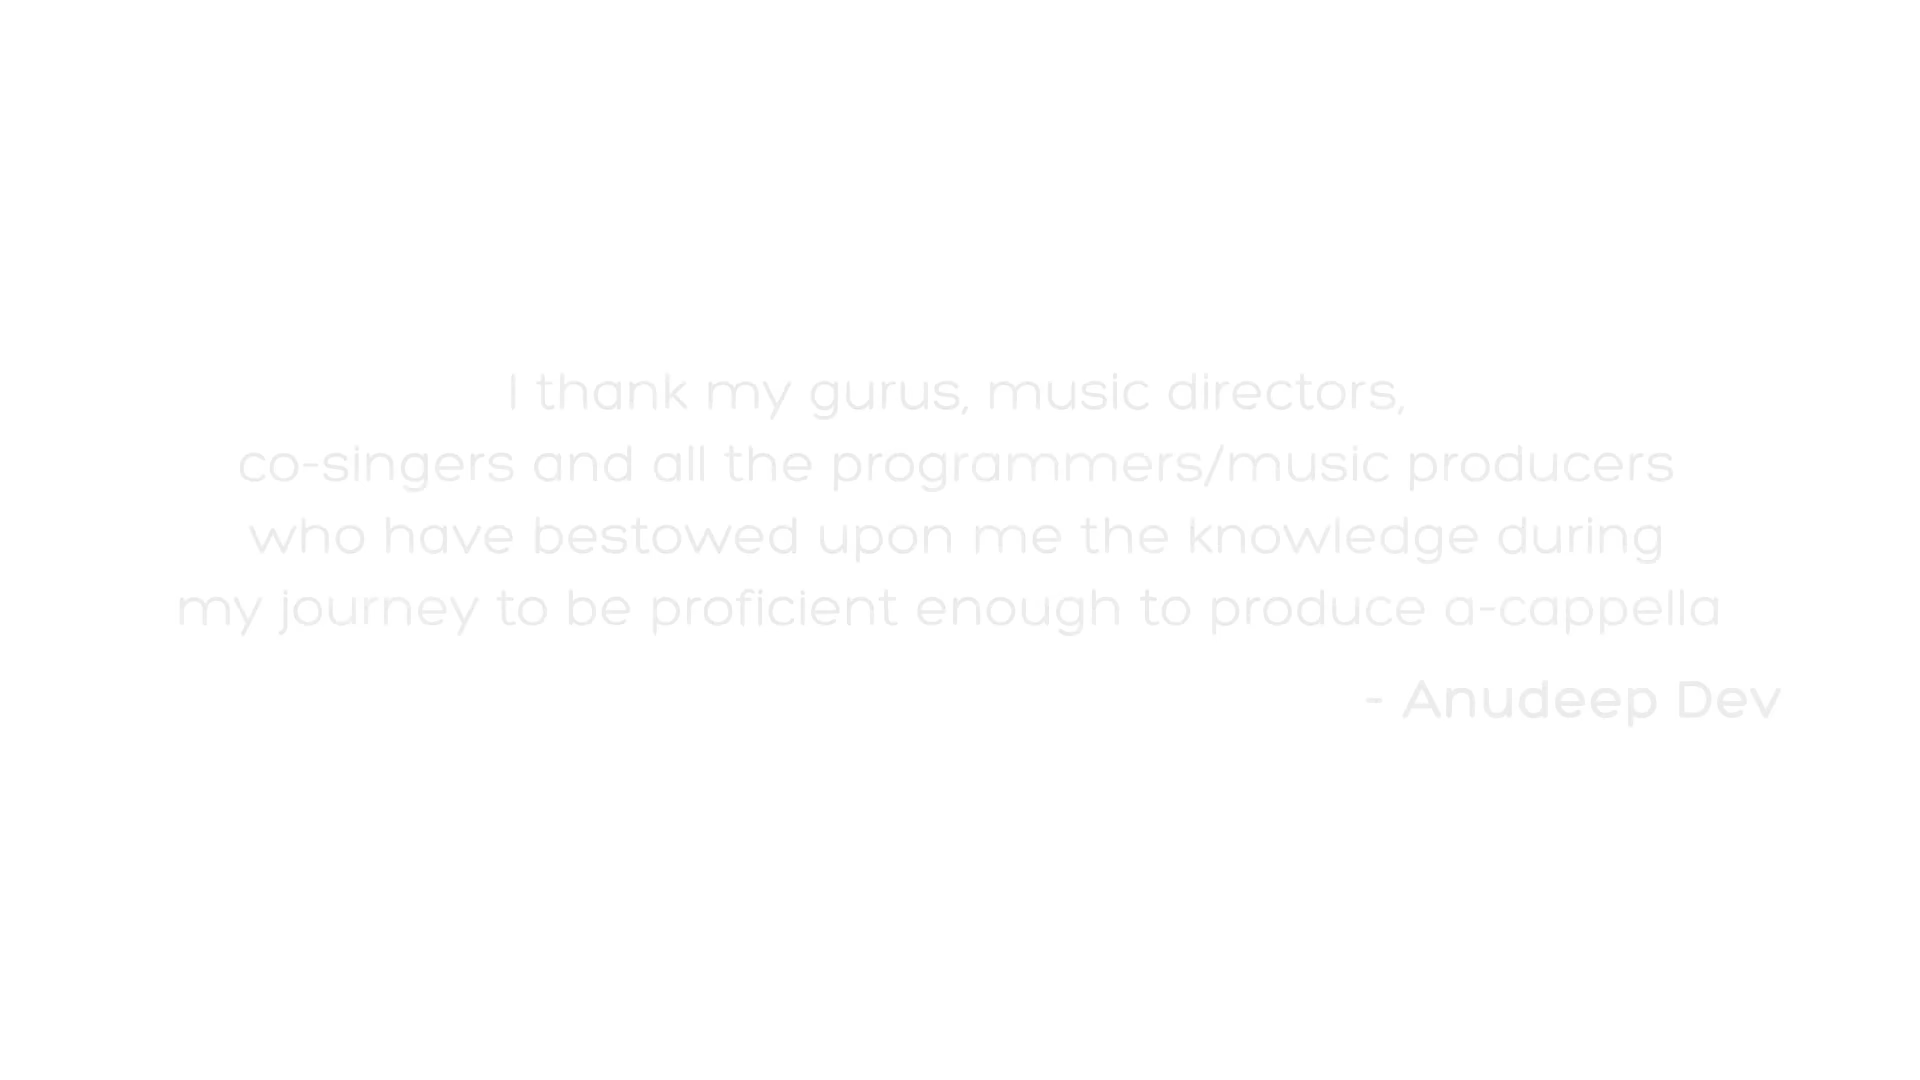 I thank my gurus, music directors,
co-singers and all the programmers/music producers
who have bestowed upon me the knowledge during
my journey to be proficient enough to produce a-cappella
- Anudeep Dev